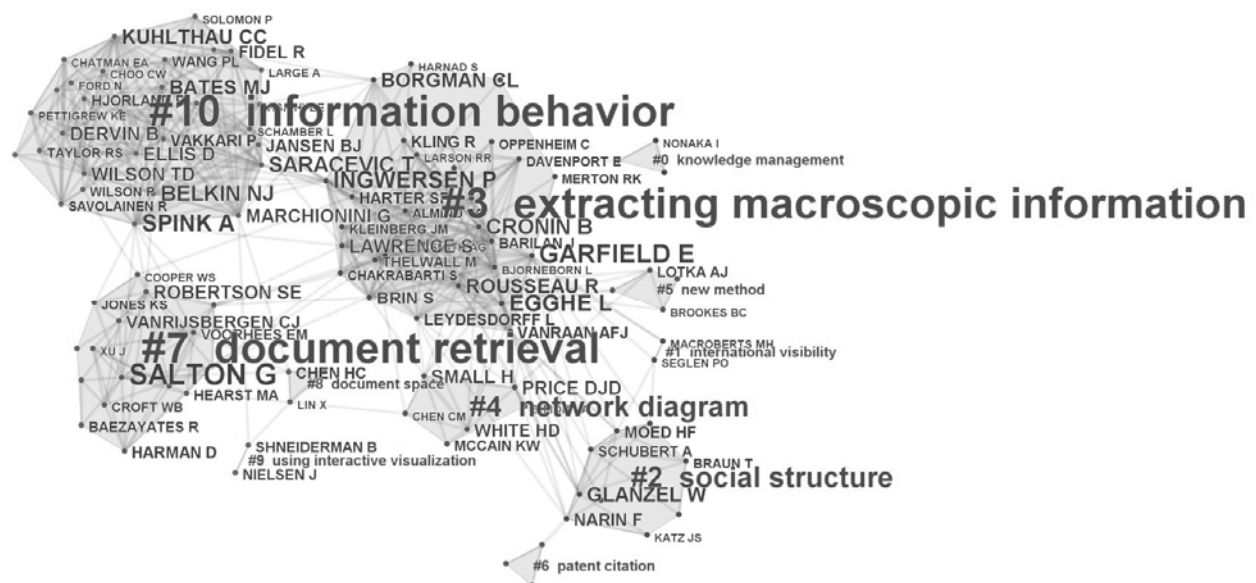 SOLOMON P
KUHLTHAU CC
FIDEL R
CHATMAN EA
WANG PL
CHOO CW
LARGE A
HARNAD S
BORGMAN CL
FORD N
BATES MJ
HJORLAND B
#10 information behavior
PETTIGREW KE
DERVIN B
SCHAMBER L
VAKKARI P
JANSEN BJ
KLING R
OPPENHEIM C
NONAKA I
TAYLOR RS
ELLIS D
LARSON RR
DAVENPORT E
#0 knowledge management
SARACEVIC T
WILSON TD
INGWERSEN P
MERTON RK
WILSON P
BELKIN NJ
HARTER SP
#3 extracting macroscopic information
SAVOLAINEN R
SPINK A
MARCHIONINI G
KLEINBERG JM
CRONIN B
LAWRENCE S
BARILAN J
GARFIELD E
THELWALL M
COOPER WS
CHAKRABARTI S
BJORNEBORN L
LOTKA AJ
ROBERTSON SE
BRIN S
ROUSSEAU R
#5 new method
JONES KS
EGGHE L
BROOKES BC
VANRIJSBERGEN CJ
LEYDESDORFF L
VOORHEES EM
VANRAAN AFJ
MACROBERTS MH
XU J
#7 document retrieval
#1 international visibility
SEGLEN PO
SALTON G
CHEN HC
SMALL H
#8 document space
PRICE DJD
HEARST MA
CROFT WB
LIN X
CHEN CM
#4 network diagram
BAEZAYATES R
WHITE HD
MOED HF
HARMAN D
SHNEIDERMAN B
MCCAIN KW
SCHUBERT A
#9 using interactive visualization
BRAUN T
NIELSEN J
#2 social structure
GLANZEL W
NARIN F
KATZ JS
#6 patent citation